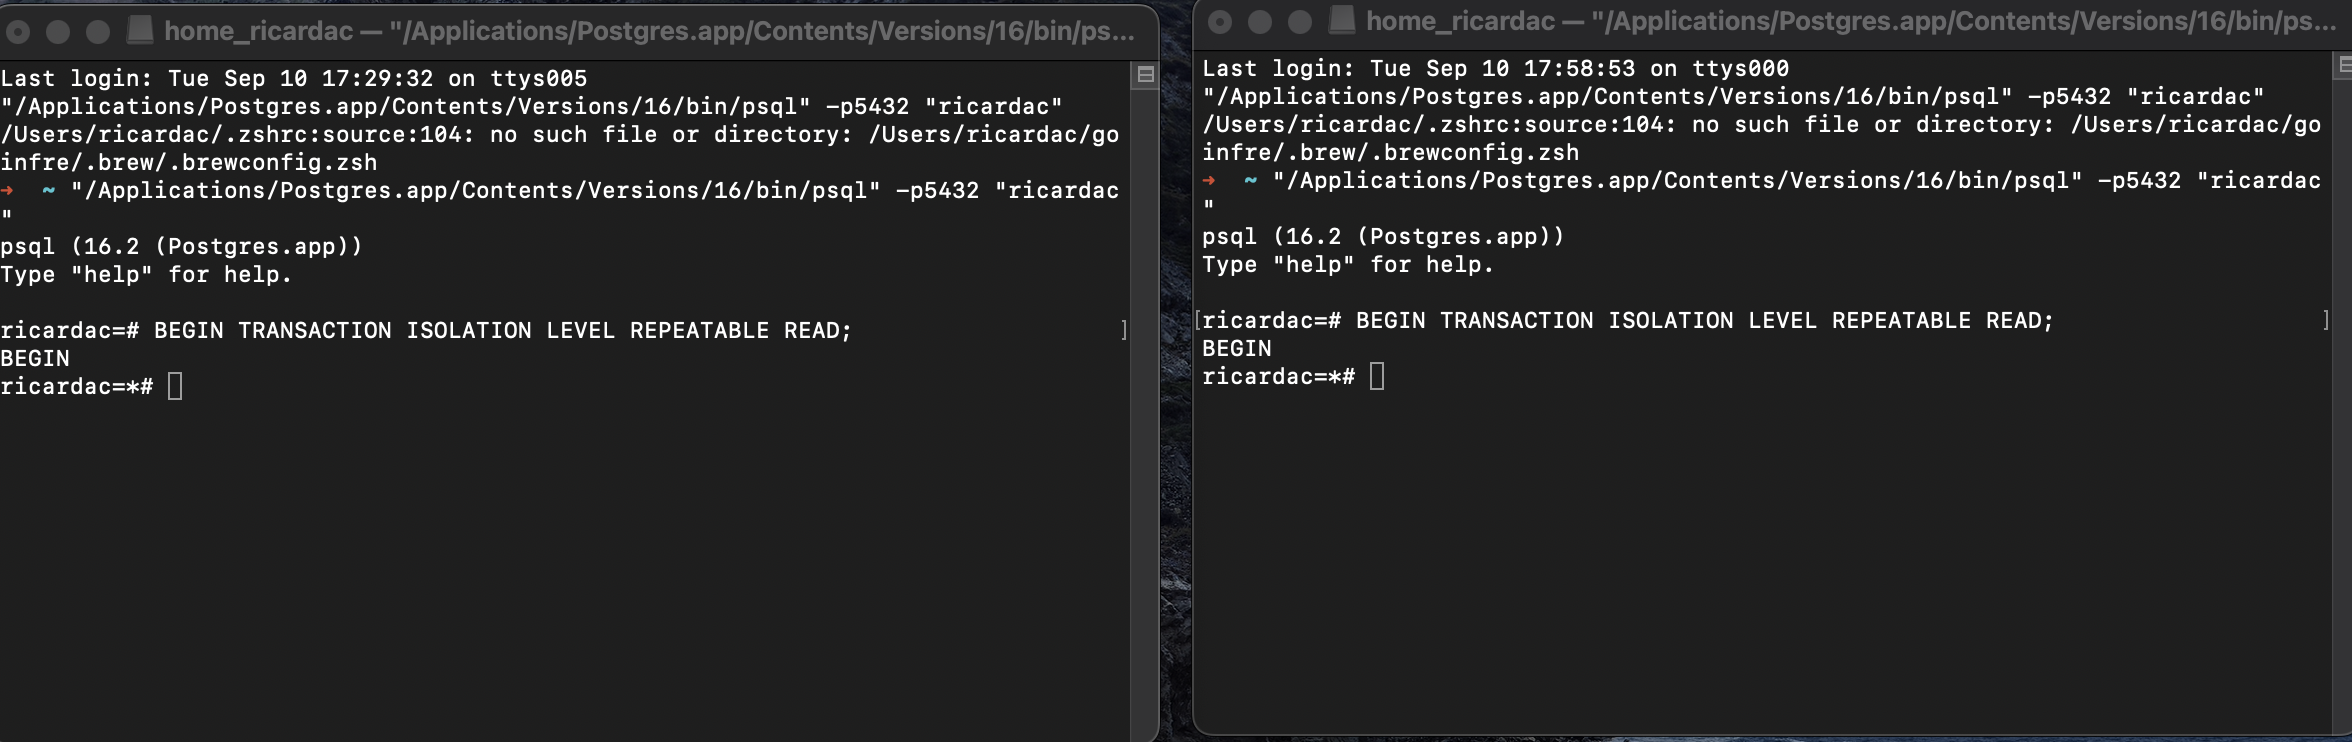 home_ricardac — "/Applications/Postgres.app/Contents/Versions/16/bin/ps...
Last login: Tue Sep 10 17:29:32 on ttys005
"/Applications/Postgres.app/Contents/Versions/16/bin/psql" -p5432 "ricardac"
/Users/ricardac/.zshrc:source:104: no such file or directory: /Users/ricardac/go
infre/.brew/.brewconfig.zsh
➜  ~ "/Applications/Postgres.app/Contents/Versions/16/bin/psql" -p5432 "ricardac
"
psql (16.2 (Postgres.app))
Type "help" for help.

ricardac=# BEGIN TRANSACTION ISOLATION LEVEL REPEATABLE READ; ]
BEGIN
ricardac=*#
home_ricardac — "/Applications/Postgres.app/Contents/Versions/16/bin/ps...
Last login: Tue Sep 10 17:58:53 on ttys000
"/Applications/Postgres.app/Contents/Versions/16/bin/psql" -p5432 "ricardac"
/Users/ricardac/.zshrc:source:104: no such file or directory: /Users/ricardac/go
infre/.brew/.brewconfig.zsh
➜  ~ "/Applications/Postgres.app/Contents/Versions/16/bin/psql" -p5432 "ricardac
"
psql (16.2 (Postgres.app))
Type "help" for help.

[ricardac=# BEGIN TRANSACTION ISOLATION LEVEL REPEATABLE READ; ]
BEGIN
ricardac=*#